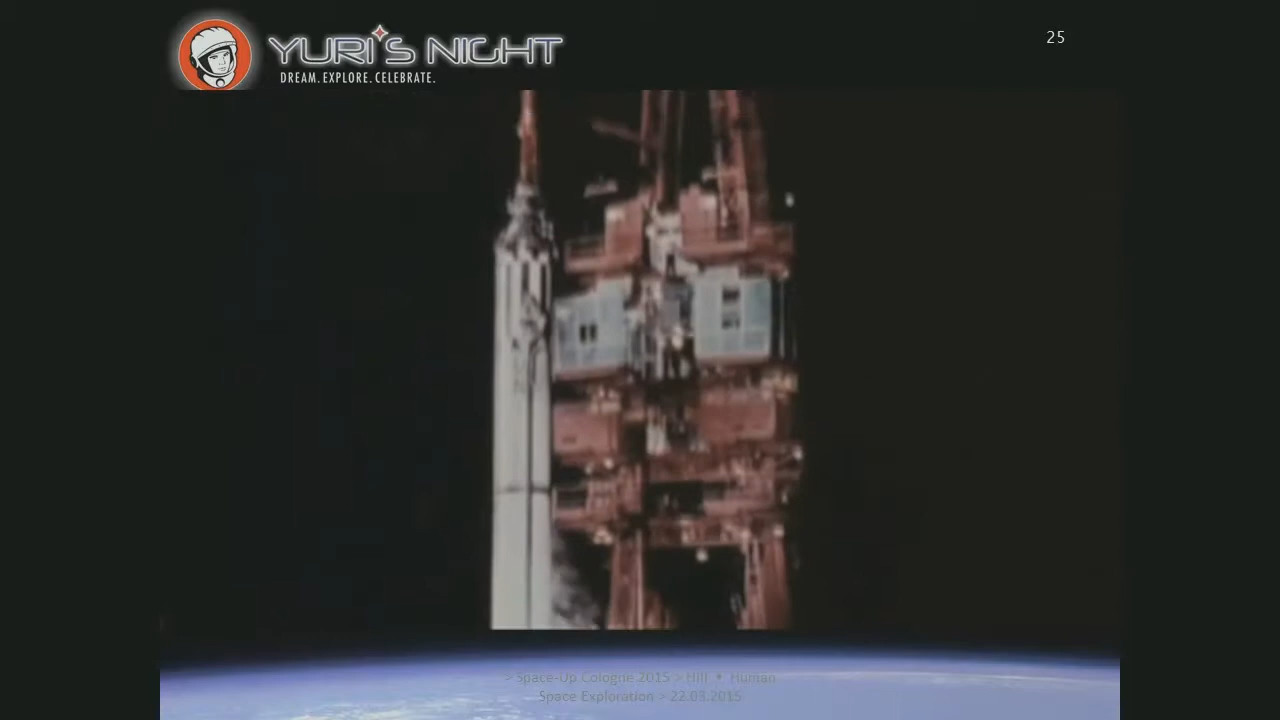 YURI'S NIGHT
25
DREAM. EXPLORE. CELEBRATE.
> Space-Up Cologne 2015 > Hill • Human
Space Exploration > 22.03.2015